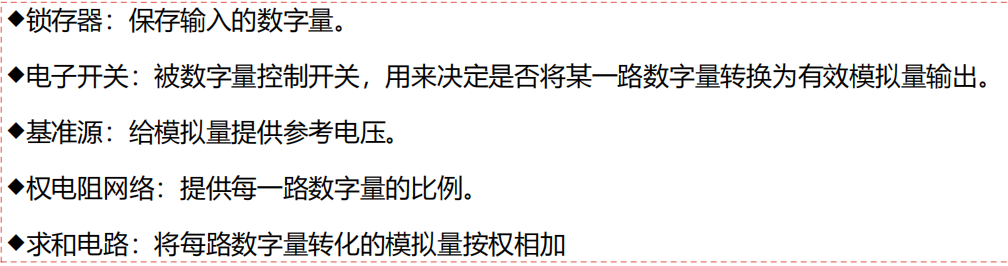 ◆锁存器：保存输入的数字量。
◆电子开关：被数字量控制开关，用来决定是否将某一路数字量转换为有效模拟量输出。
◆基准源：给模拟量提供参考电压。
◆权电阻网络：提供每一路数字量的比例。
◆求和电路：将每路数字量转化的模拟量按权相加